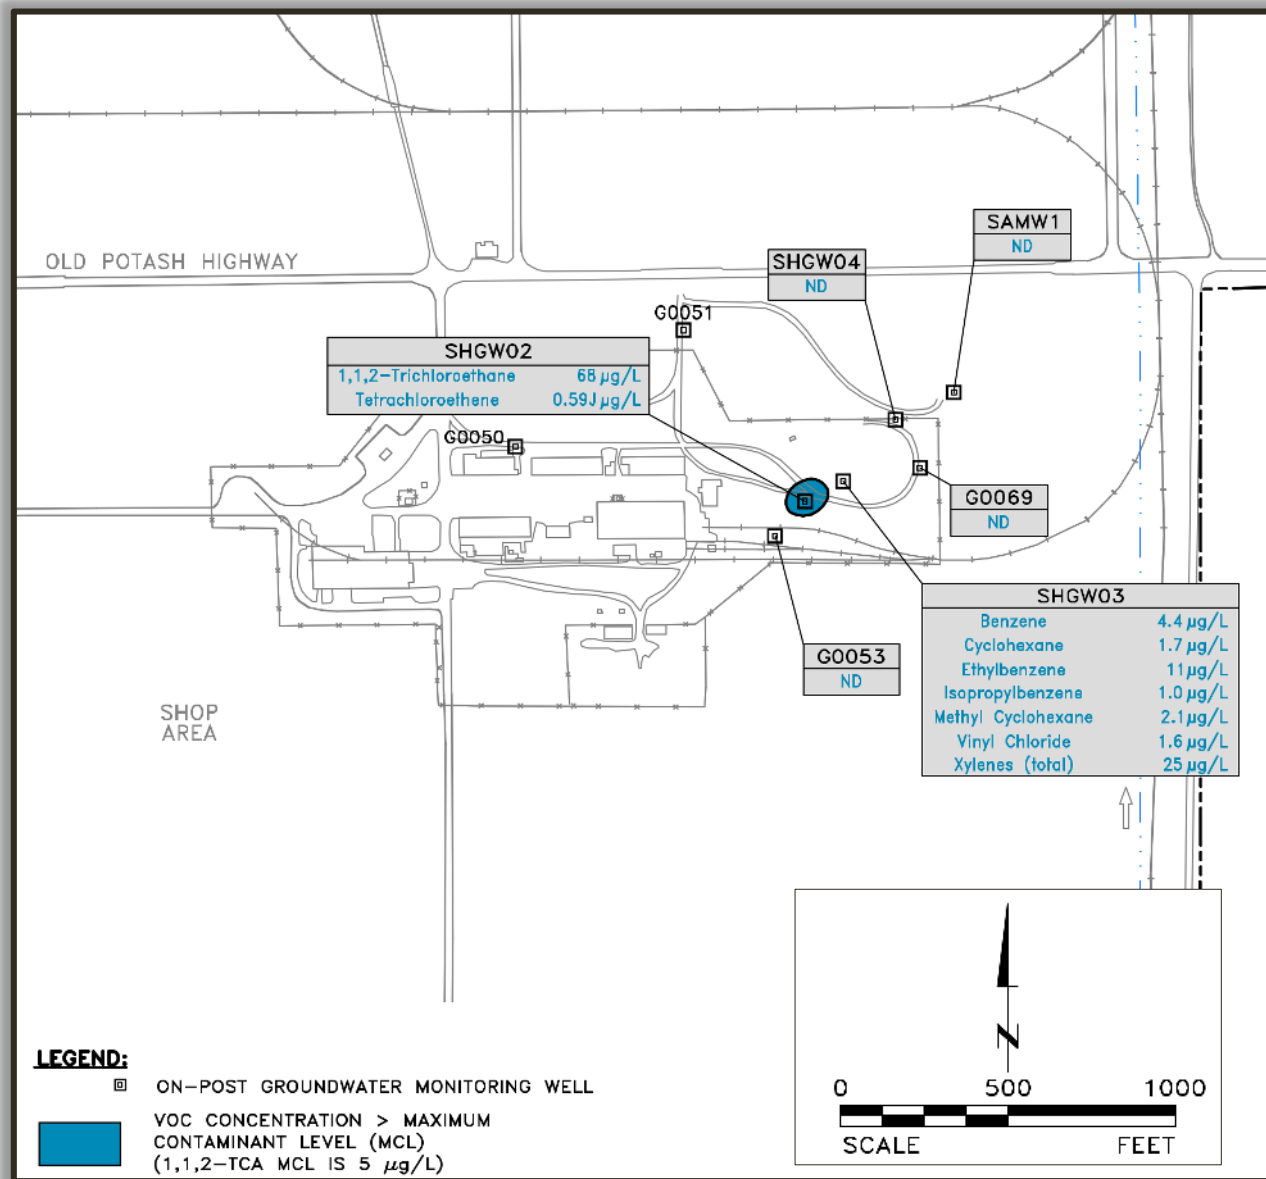 SAMW1
ND
SHGW04
ND
OLD POTASH HIGHWAY
G0051
SHGW02
1,1,2-Trichloroethane 68 µg/L
Tetrachloroethene 0.59J µg/L
G0050
G0069
ND
SHGW03
Benzene 4.4 µg/L
Cyclohexane 1.7 µg/L
Ethylbenzene 11 µg/L
Isopropylbenzene 1.0 µg/L
Methyl Cyclohexane 2.1 µg/L
Vinyl Chloride 1.6 µg/L
Xylenes (total) 25 µg/L
G0053
ND
SHOP
AREA
N
0 500 1000
SCALE FEET
LEGEND:
ON-POST GROUNDWATER MONITORING WELL
VOC CONCENTRATION > MAXIMUM
CONTAMINANT LEVEL (MCL)
(1,1,2-TCA MCL IS 5 µg/L)